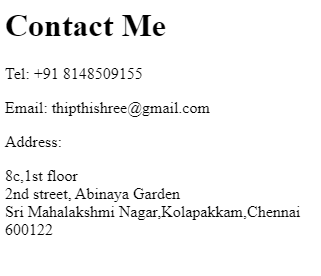 Contact Me
Tel: +91 8148509155
Email: thipthishree@gmail.com
Address:
8c,1st floor
2nd street, Abinaya Garden
Sri Mahalakshmi Nagar,Kolapakkam,Chennai
600122